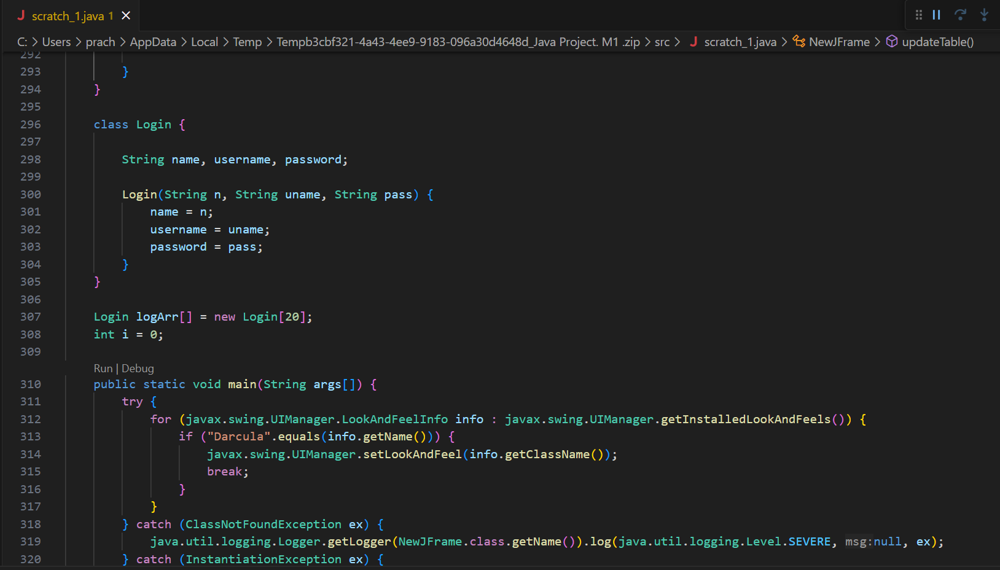 scratch_1.java 1
C: > Users > prach > AppData > Local > Temp > Tempb3cbf321-4a43-4ee9-9183-096a30d4648d_Java Project. M1 .zip > src > scratch_1.java > NewJFrame > updateTable()
292
293 }
294 }
295
296 class Login {
297
298 String name, username, password;
299
300 Login(String n, String uname, String pass) {
301 name = n;
302 username = uname;
303 password = pass;
304 }
305 }
306
307 Login logArr[] = new Login[20];
308 int i = 0;
309
Run | Debug
310 public static void main(String args[]) {
311 try {
312 for (javax.swing.UIManager.LookAndFeelInfo info : javax.swing.UIManager.getInstalledLookAndFeels()) {
313 if ("Darcula".equals(info.getName())) {
314 javax.swing.UIManager.setLookAndFeel(info.getClassName());
315 break;
316 }
317 }
318 } catch (ClassNotFoundException ex) {
319 java.util.logging.Logger.getLogger(NewJFrame.class.getName()).log(java.util.logging.Level.SEVERE, msg:null, ex);
320 } catch (InstantiationException ex) {